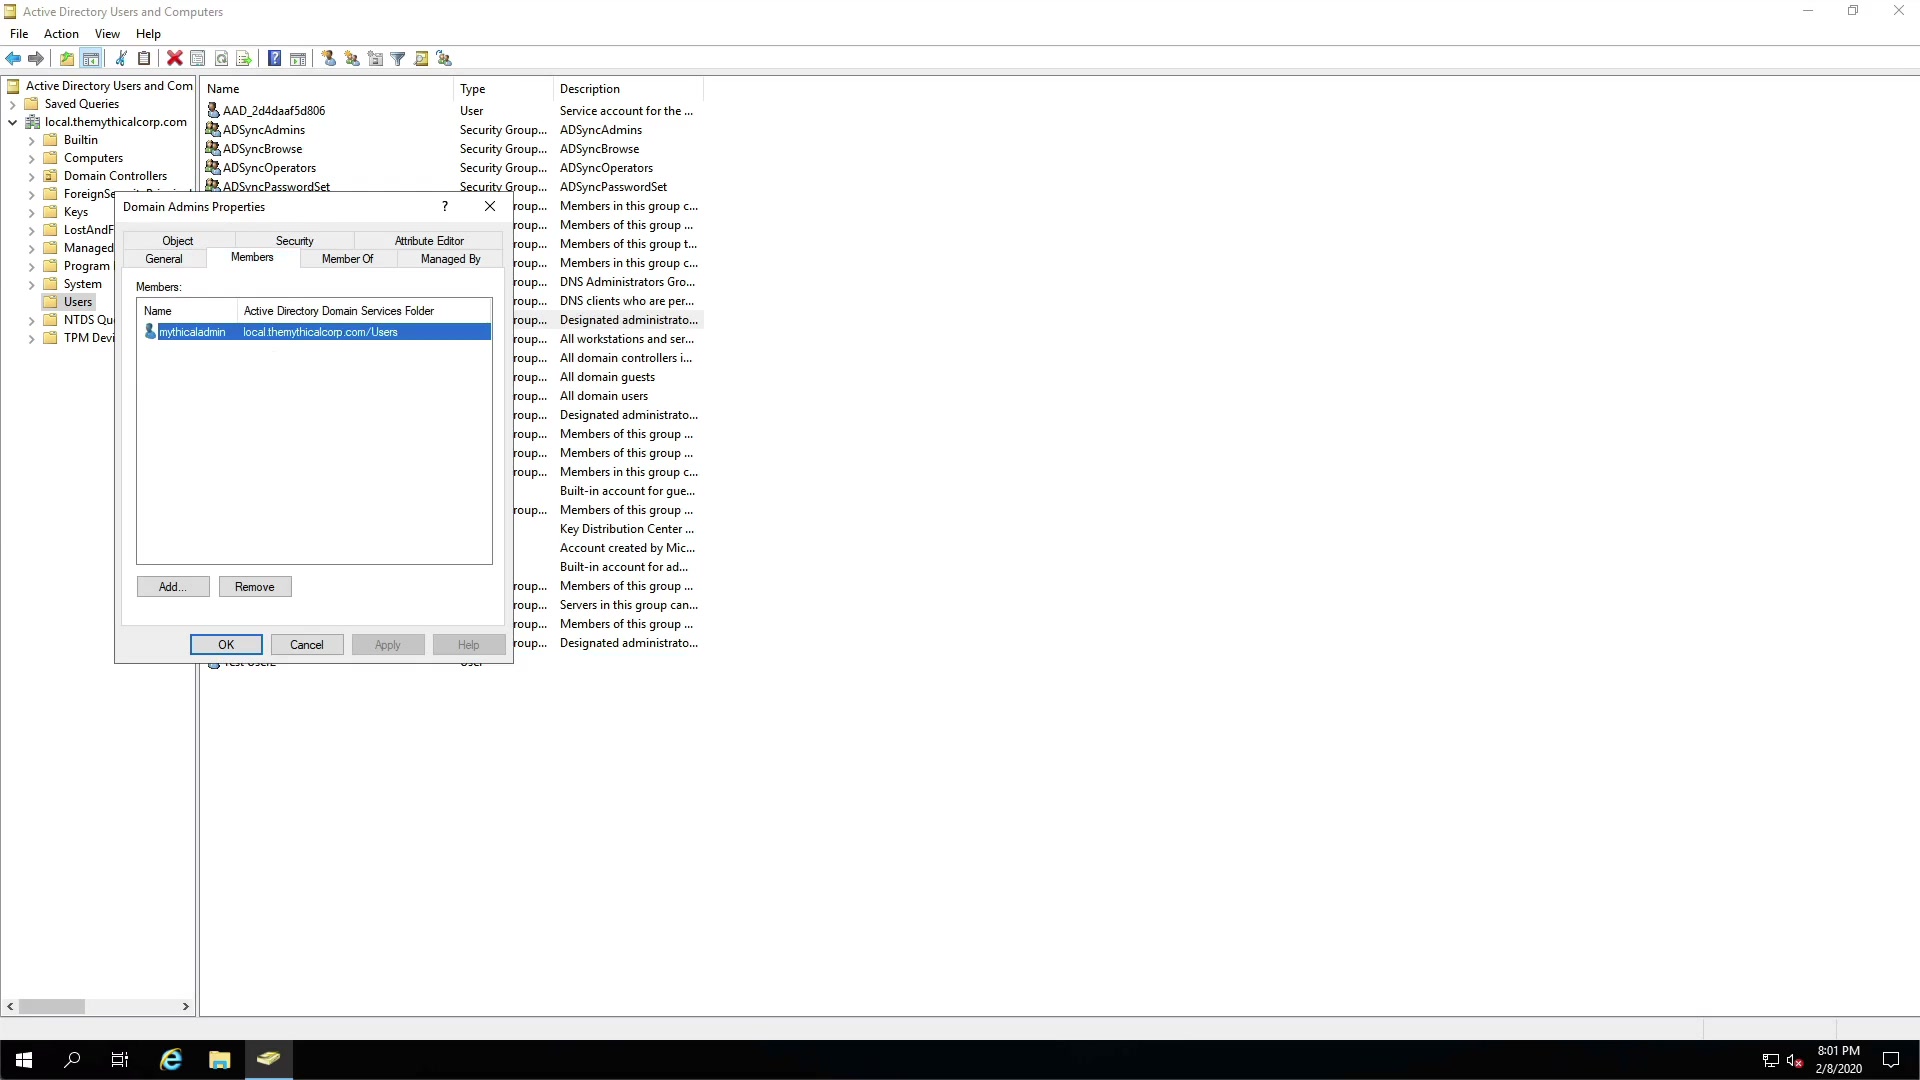 Active Directory Users and Computers
File Action View Help
Active Directory Users and Com
Saved Queries
local.themythicalcorp.com
Builtin
Computers
Domain Controllers
Keys
LostAndF
Managed
Program
System
Users
NTDS Qu
TPM Devi
Name Type Description
AAD_2d4daaf5d806 User Service account for the ...
ADSyncAdmins Security Group... ADSyncAdmins
ADSyncBrowse Security Group... ADSyncBrowse
ADSyncOperators Security Group... ADSyncOperators
ADSyncPasswordSet Security Group... ADSyncPasswordSet
roup... Members in this group c...
roup... Members of this group ...
roup... Members of this group t...
roup... Members in this group c...
roup... DNS Administrators Gro...
roup... DNS clients who are per...
roup... Designated administrato...
roup... All workstations and ser...
roup... All domain controllers i...
roup... All domain guests
roup... All domain users
roup... Designated administrato...
roup... Members of this group ...
roup... Members of this group ...
roup... Members in this group c...
Built-in account for gue...
roup... Members of this group ...
Key Distribution Center ...
Account created by Mic...
Built-in account for ad...
roup... Members of this group ...
roup... Servers in this group can...
roup... Members of this group ...
roup... Designated administrato...
Domain Admins Properties ?
Object Security Attribute Editor
General Members Member Of Managed By
Members:
Name Active Directory Domain Services Folder
mythicaladmin local.themythicalcorp.com/Users
Add... Remove
OK Cancel Apply Help
8:01 PM
2/8/2020